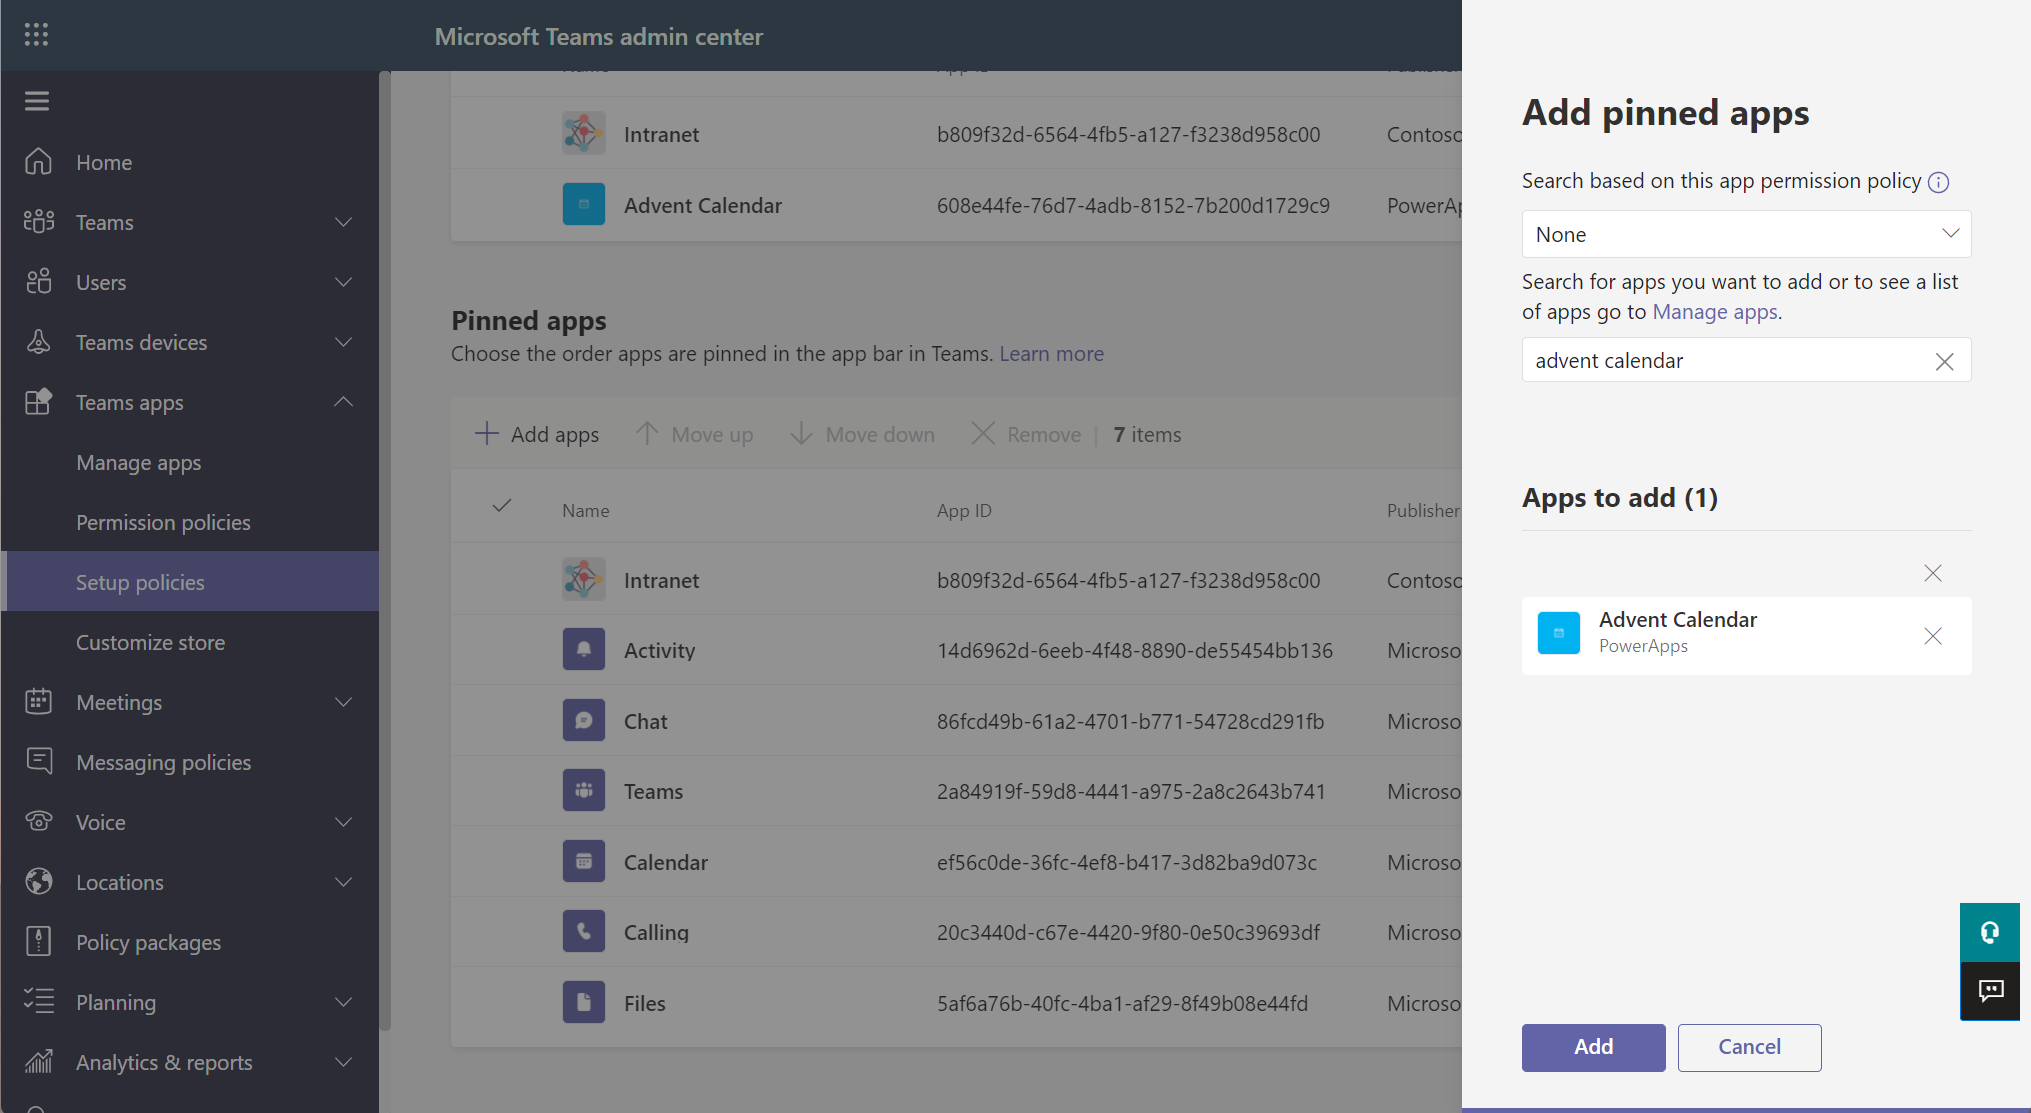 Microsoft Teams admin center
Home
Teams
Users
Teams devices
Teams apps
Manage apps
Permission policies
Setup policies
Customize store
Meetings
Messaging policies
Voice
Locations
Policy packages
Planning
Analytics & reports
Intranet b809f32d-6564-4fb5-a127-f3238d958c00 Contoso
Advent Calendar 608e44fe-76d7-4adb-8152-7b200d1729c9 PowerAp
Pinned apps
Choose the order apps are pinned in the app bar in Teams. Learn more
Add apps Move up Move down Remove | 7 items
Name App ID Publisher
Intranet b809f32d-6564-4fb5-a127-f3238d958c00 Contoso
Activity 14d6962d-6eeb-4f48-8890-de55454bb136 Microso
Chat 86fcd49b-61a2-4701-b771-54728cd291fb Microso
Teams 2a84919f-59d8-4441-a975-2a8c2643b741 Microso
Calendar ef56c0de-36fc-4ef8-b417-3d82ba9d073c Microso
Calling 20c3440d-c67e-4420-9f80-0e50c39693df Microso
Files 5af6a76b-40fc-4ba1-af29-8f49b08e44fd Microso
Add pinned apps
Search based on this app permission policy
None
Search for apps you want to add or to see a list
of apps go to Manage apps.
advent calendar
Apps to add (1)
Advent Calendar
PowerApps
Add
Cancel